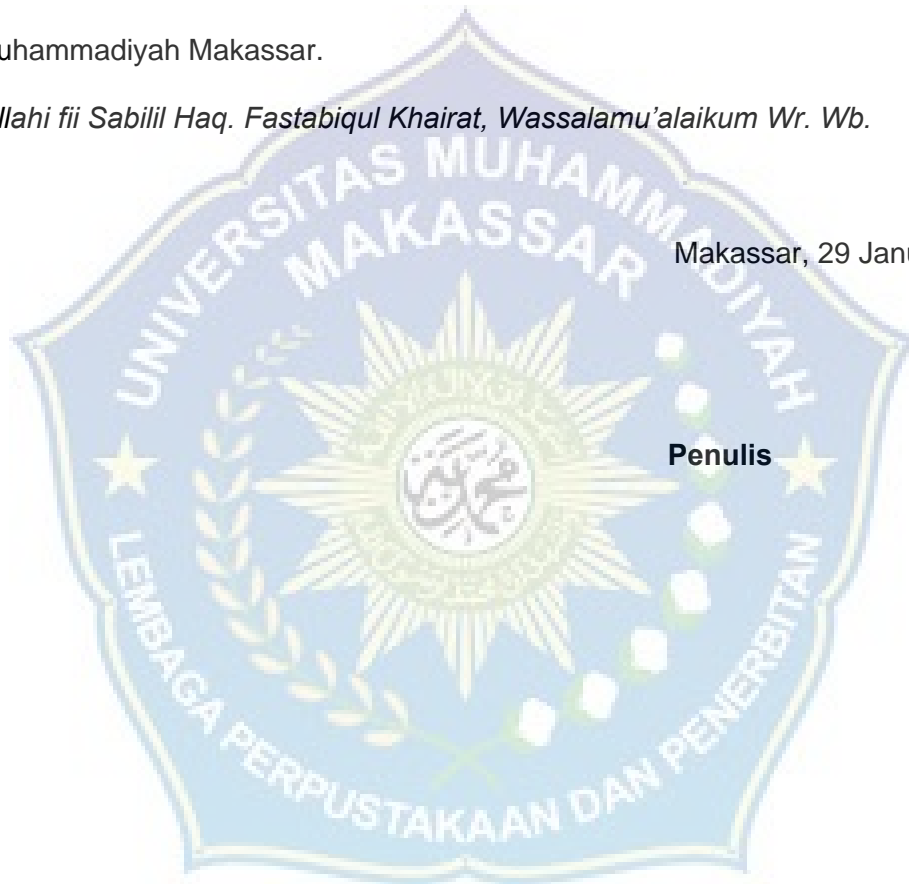 uhammadiyah Makassar.
llahi fii Sabilil Haq. Fastabiqul Khairat, Wassalamu’alaikum Wr. Wb.
UNIVERSITAS MUHAMMADIYAH
MAKASSAR
Makassar, 29 Janu
Penulis
محمدية
LEMBAGA PERPUSTAKAAN DAN PENERBITAN